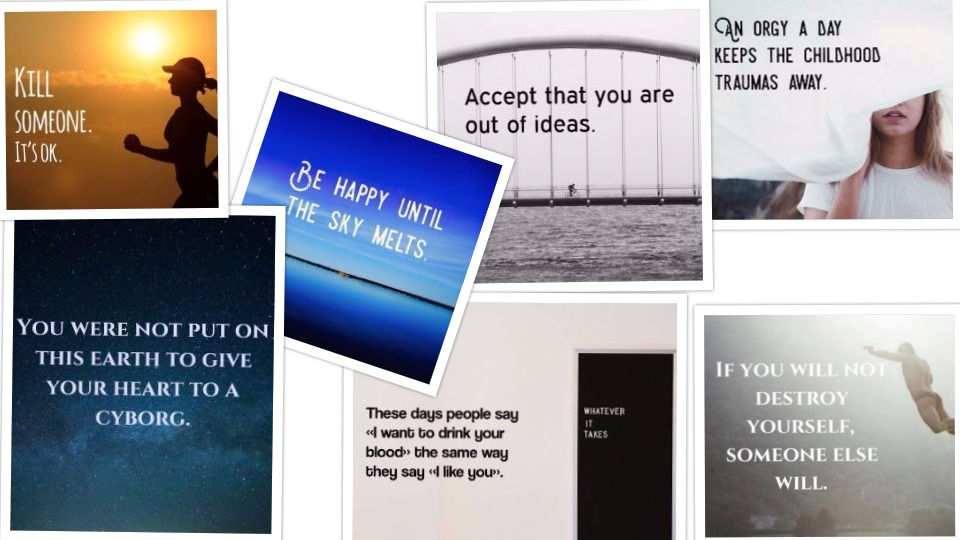 Kill
someone.
It's ok.
Be happy until
the sky melts.
Accept that you are
out of ideas.
An orgy a day
keeps the childhood
traumas away.
You were not put on
this earth to give
your heart to a
cyborg.
These days people say
«I want to drink your
blood» the same way
they say «I like you».
WHATEVER
IT
TAKES
If you will not
destroy
yourself,
someone else
will.